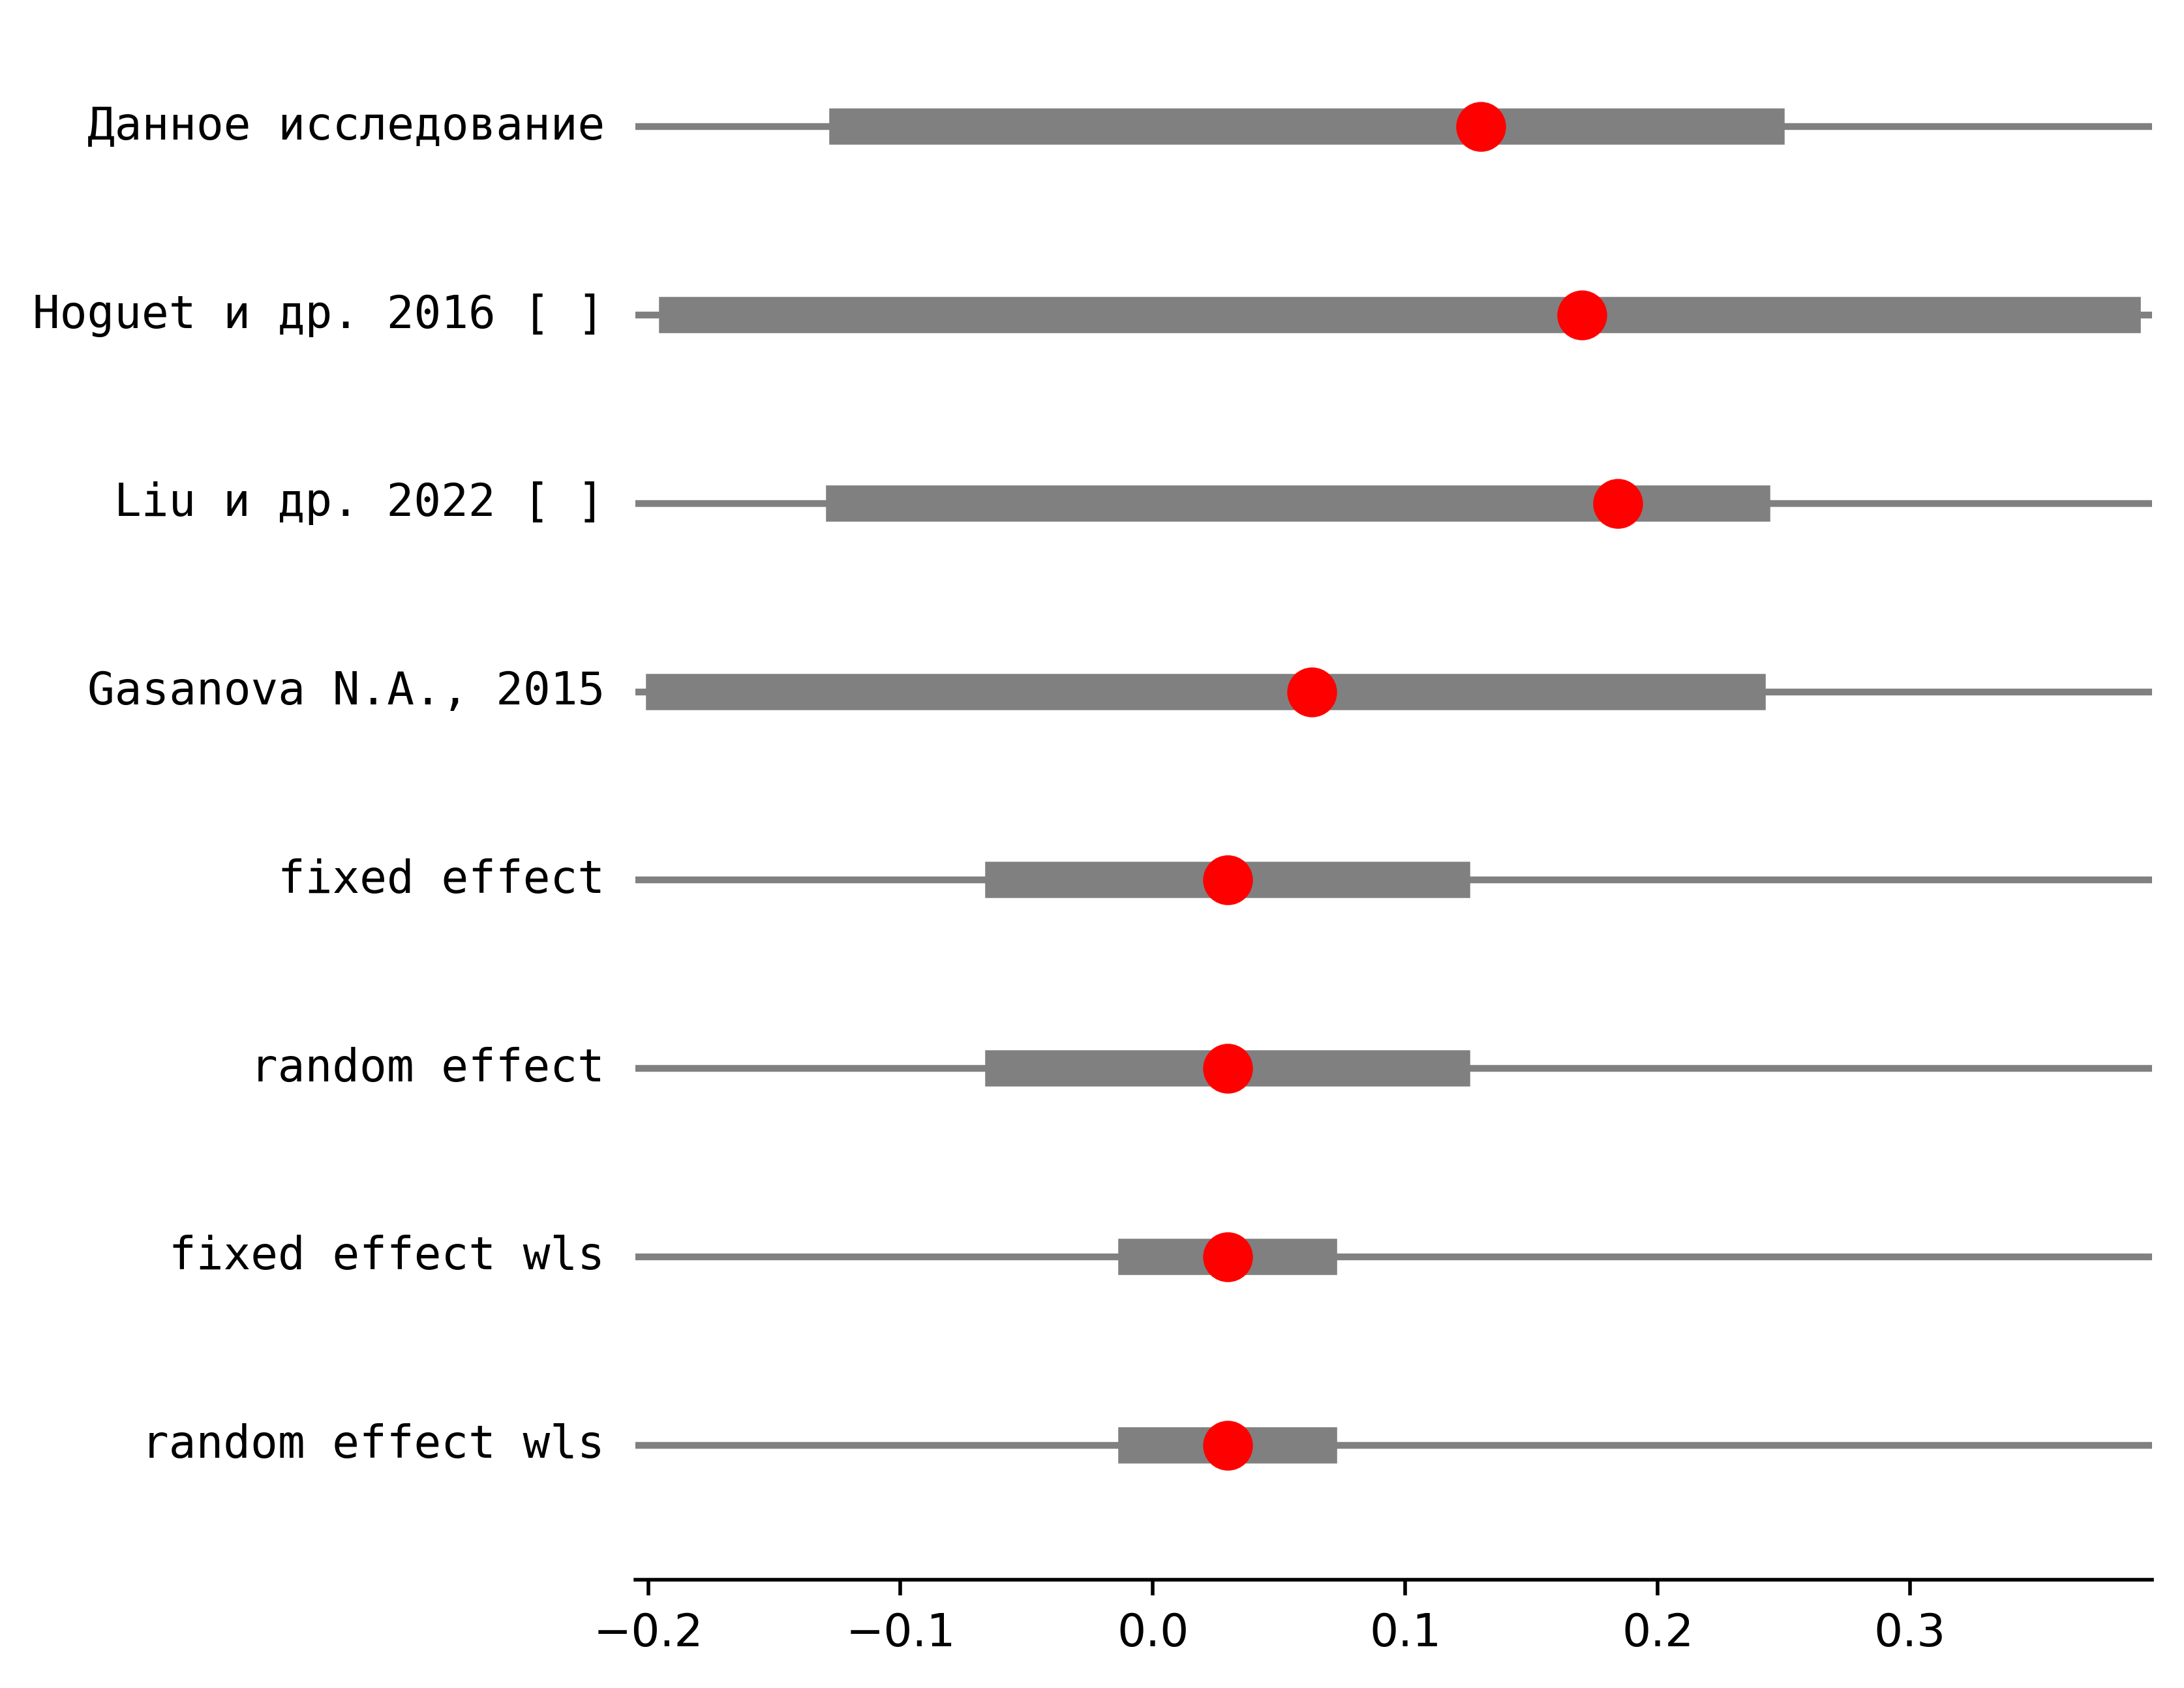 Данное исследование
Hoguet и др. 2016 [ ]
Liu и др. 2022 [ ]
Gasanova N.A., 2015
fixed effect
random effect
fixed effect wls
random effect wls
−0.2 −0.1 0.0 0.1 0.2 0.3